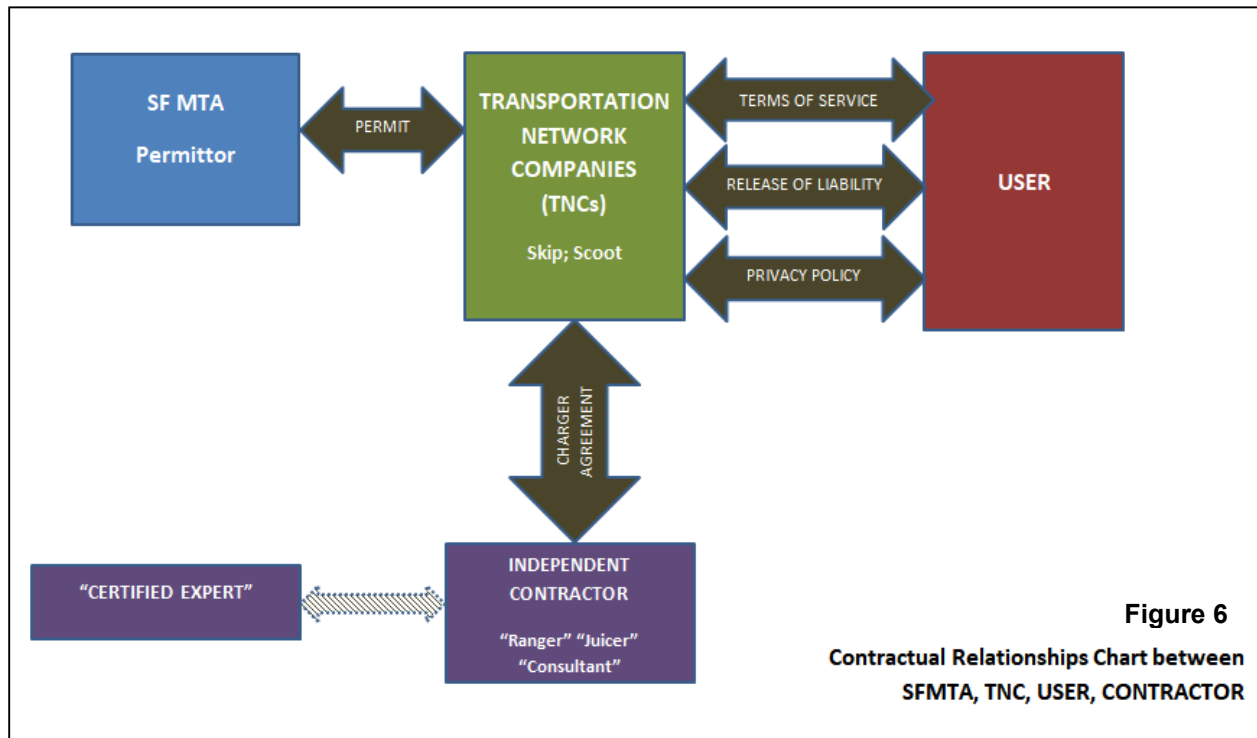 SF MTA
Permittor
PERMIT
TRANSPORTATION
NETWORK
COMPANIES
(TNCs)
Skip; Scoot
TERMS OF SERVICE
RELEASE OF LIABILITY
PRIVACY POLICY
USER
CHARGER
AGREEMENT
"CERTIFIED EXPERT"
INDEPENDENT
CONTRACTOR
"Ranger" "Juicer"
"Consultant"
Figure 6
Contractual Relationships Chart between
SFMTA, TNC, USER, CONTRACTOR